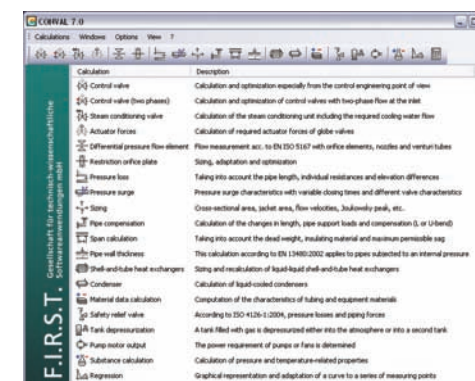 CONVAL 7.0
Calculations Windows Options View ?
Calculation Description
Control valve Calculation and optimization especially from the control engineering point of view
Control valve (two phases) Calculation and optimization of control valves with two-phase flow at the inlet
Steam conditioning valve Calculation of the steam conditioning unit including the required cooling water flow
Actuator forces Calculation of required actuator forces of globe valves
Differential pressure flow element Flow measurement acc. to EN ISO 5167 with orifice elements, nozzles and venturi tubes
Restriction orifice plate Sizing, adaptation and optimization
Pressure loss Taking into account the pipe length, individual resistances and elevation differences
Pressure surge Pressure surge characteristics with variable closing times and different valve characteristics
Sizing Cross-sectional area, jacket area, flow velocities, Joukowsky peak, etc.
Pipe compensation Calculation of the changes in length, pipe support loads and compensation (L or U-bend)
Span calculation Taking into account the dead weight, insulating material and maximum permissible sag
Pipe wall thickness This calculation according to EN 13480:2002 applies to pipes subjected to an internal pressure
Shell-and-tube heat exchangers Sizing and recalculation of liquid-liquid shell-and-tube heat exchangers
Condenser Calculation of liquid-cooled condensers
Material data calculation Computation of the characteristics of tubing and equipment materials
Safety relief valve According to ISO 4126-1:2004, pressure losses and piping forces
Tank depressurization A tank filled with gas is depressurized either into the atmosphere or into a second tank
Pump motor output The power requirement of pumps or fans is determined
Substance calculation Calculation of pressure and temperature-related properties
Regression Graphical representation and adaptation of a curve to a series of measuring points
F.I.R.S.T. Gesellschaft für technisch-wissenschaftliche
Softwareanwendungen mbH